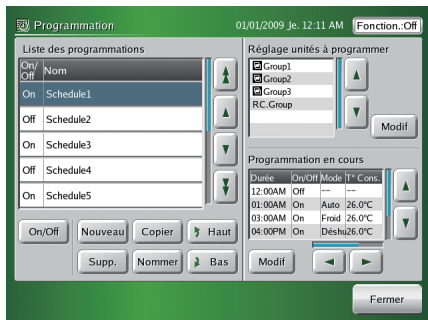 Programmation
01/01/2009 Je. 12:11 AM
Fonction.:Off
Liste des programmations
On/Off Nom
On Schedule1
Off Schedule2
On Schedule3
Off Schedule4
On Schedule5
On/Off Nouveau Copier Haut
Supp. Nommer Bas
Réglage unités à programmer
Group1
Group2
Group3
RC.Group
Modif
Programmation en cours
Durée On/Off Mode T° Cons.
12:00AM Off -- --
01:00AM On Auto 26.0°C
03:00AM On Froid 26.0°C
04:00PM On Déshu 26.0°C
Modif
Fermer